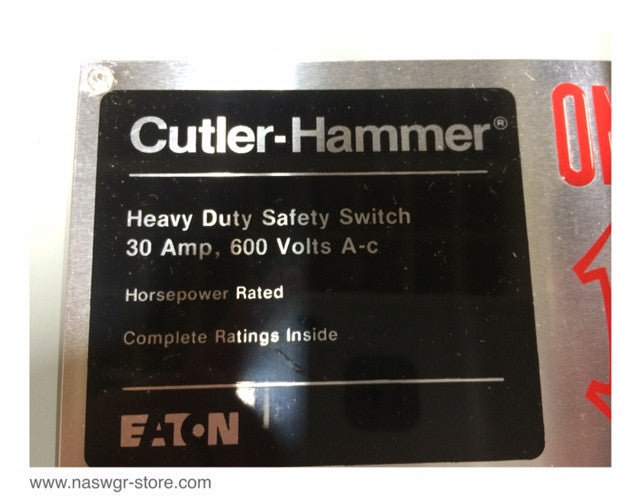 Cutler-Hammer®
Heavy Duty Safety Switch
30 Amp, 600 Volts A-c
Horsepower Rated
Complete Ratings Inside
EATON
www.naswgr-store.com